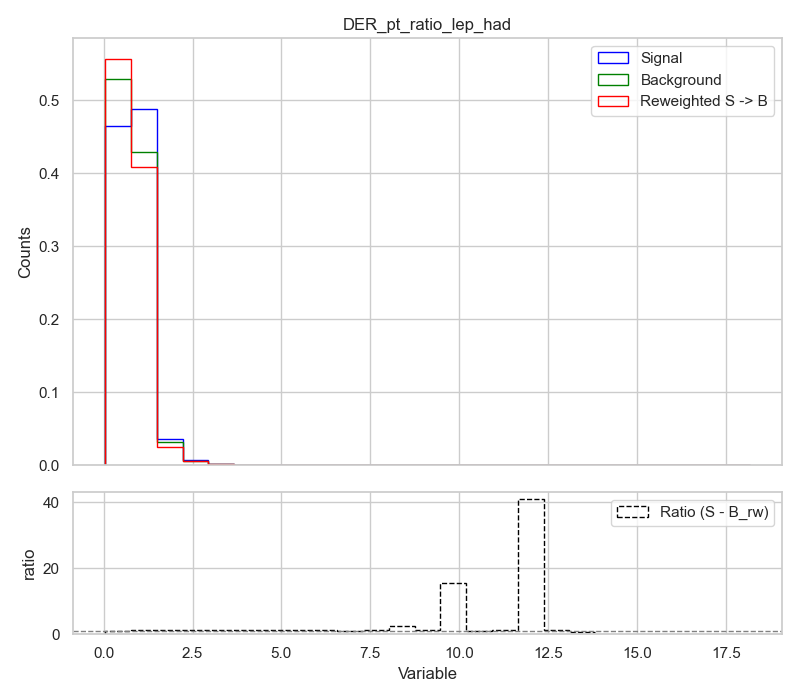 DER_pt_ratio_lep_had
Signal
Background
Reweighted S -> B
Counts
0.5
0.4
0.3
0.2
0.1
0.0
Ratio (S - B_rw)
ratio
40
20
0
0.0 2.5 5.0 7.5 10.0 12.5 15.0 17.5
Variable